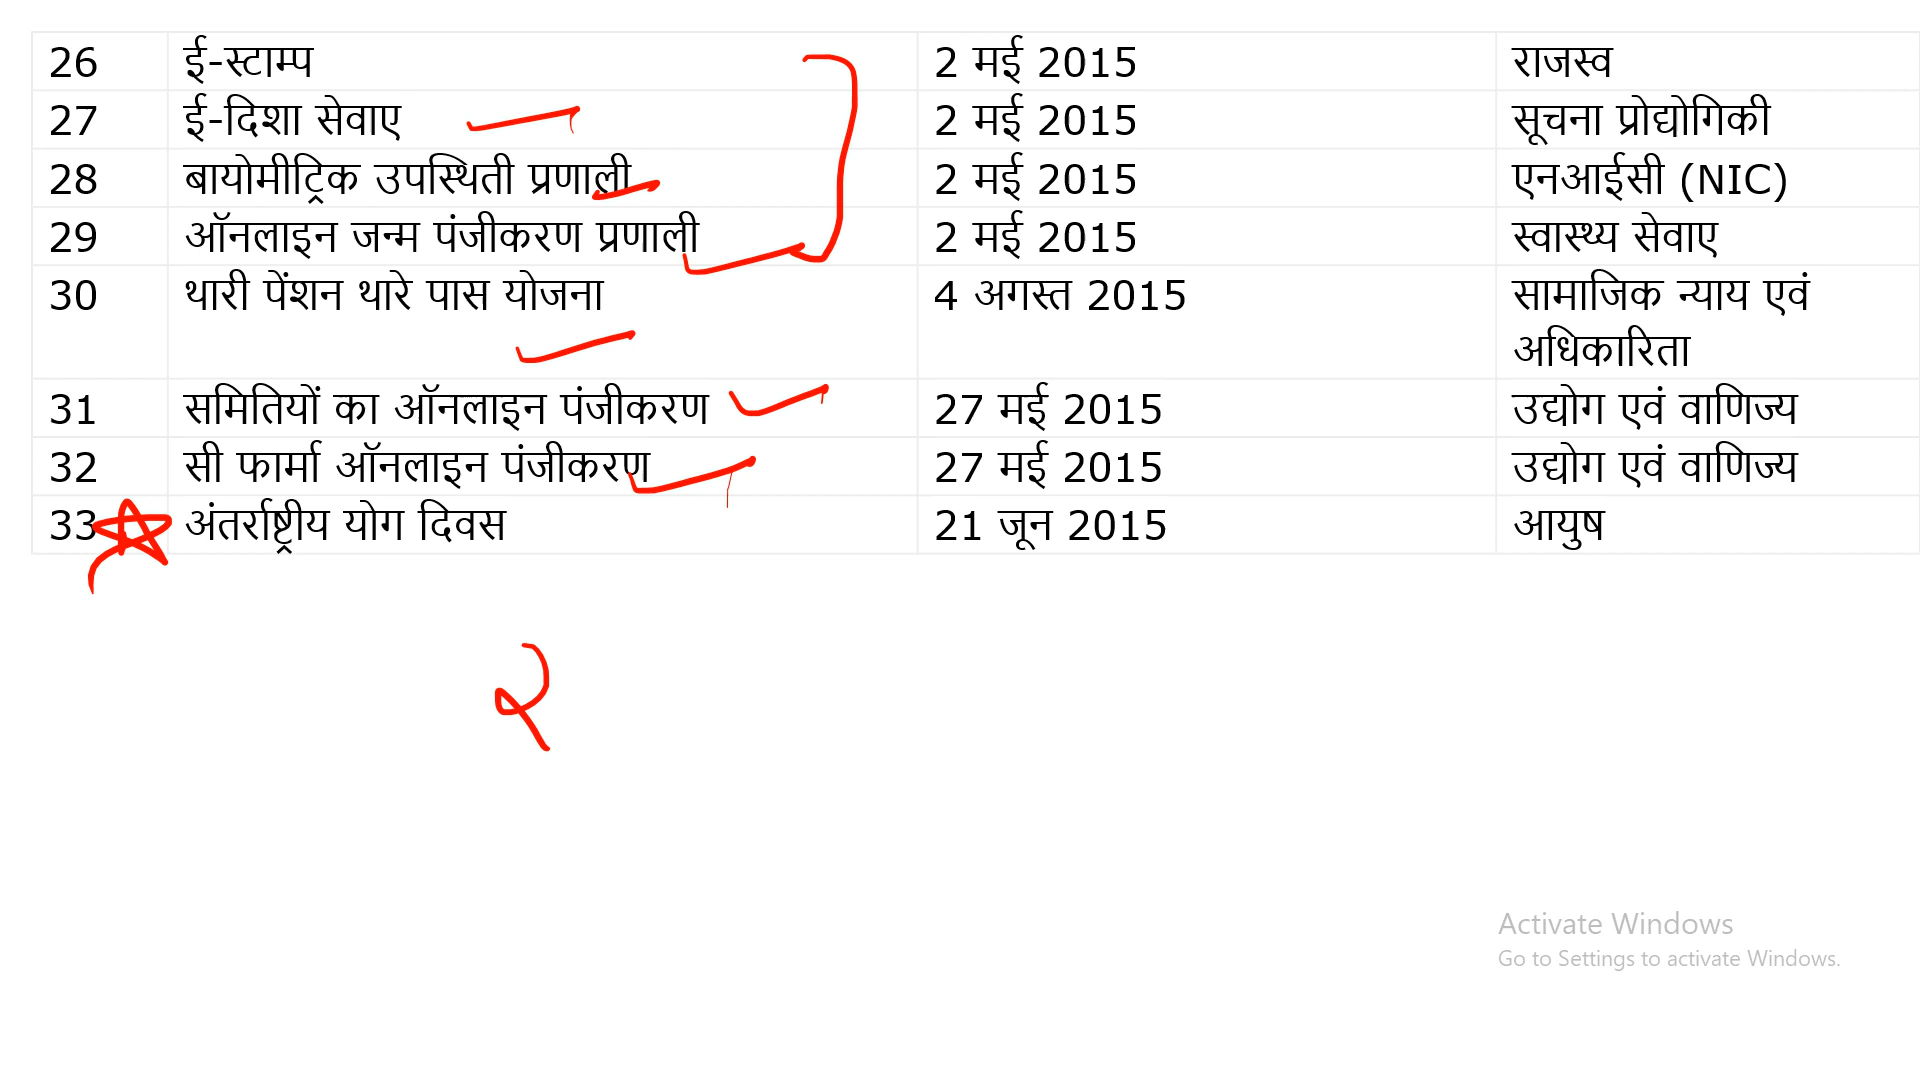 26 ई-स्टाम्प 2 मई 2015 राजस्व
27 ई-दिशा सेवाए 2 मई 2015 सूचना प्रोद्योगिकी
28 बायोमीट्रिक उपस्थिती प्रणाली 2 मई 2015 एनआईसी (NIC)
29 ऑनलाइन जन्म पंजीकरण प्रणाली 2 मई 2015 स्वास्थ्य सेवाए
30 थारी पेंशन थारे पास योजना 4 अगस्त 2015 सामाजिक न्याय एवं
अधिकारिता
31 समितियों का ऑनलाइन पंजीकरण 27 मई 2015 उद्योग एवं वाणिज्य
32 सी फार्मा ऑनलाइन पंजीकरण 27 मई 2015 उद्योग एवं वाणिज्य
33 अंतर्राष्ट्रीय योग दिवस 21 जून 2015 आयुष
२
Activate Windows
Go to Settings to activate Windows.